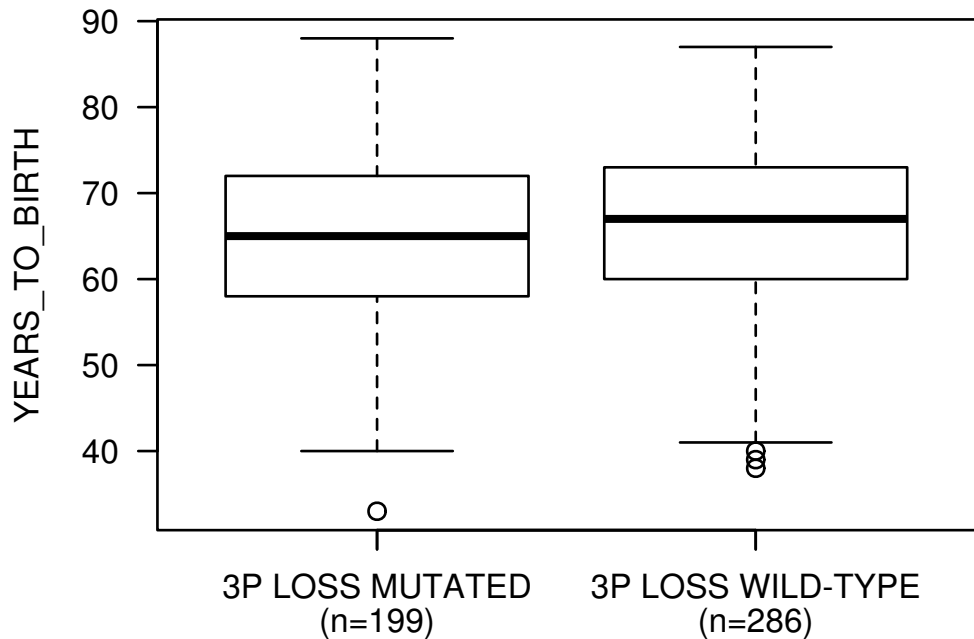 90
80
70
60
50
40
YEARS_TO_BIRTH
3P LOSS MUTATED
(n=199)
3P LOSS WILD-TYPE
(n=286)